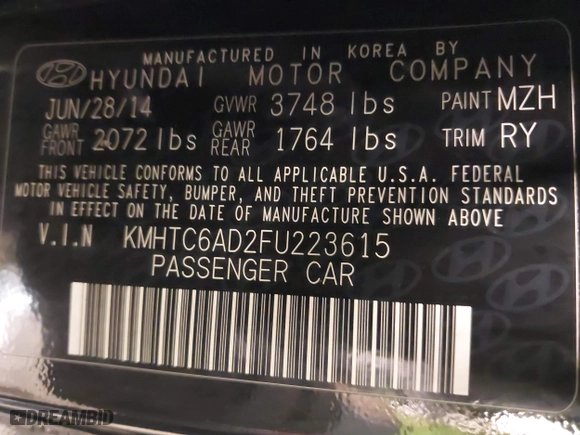 MANUFACTURED IN KOREA BY
HYUNDAI MOTOR COMPANY
JUN/28/14 GVWR 3748 lbs PAINT MZH
GAWR FRONT 2072 lbs GAWR REAR 1764 lbs TRIM RY
THIS VEHICLE CONFORMS TO ALL APPLICABLE U.S.A. FEDERAL
MOTOR VEHICLE SAFETY, BUMPER, AND THEFT PREVENTION STANDARDS
IN EFFECT ON THE DATE OF MANUFACTURE SHOWN ABOVE
V.I.N KMHTC6AD2FU223615
PASSENGER CAR
DREAMBID